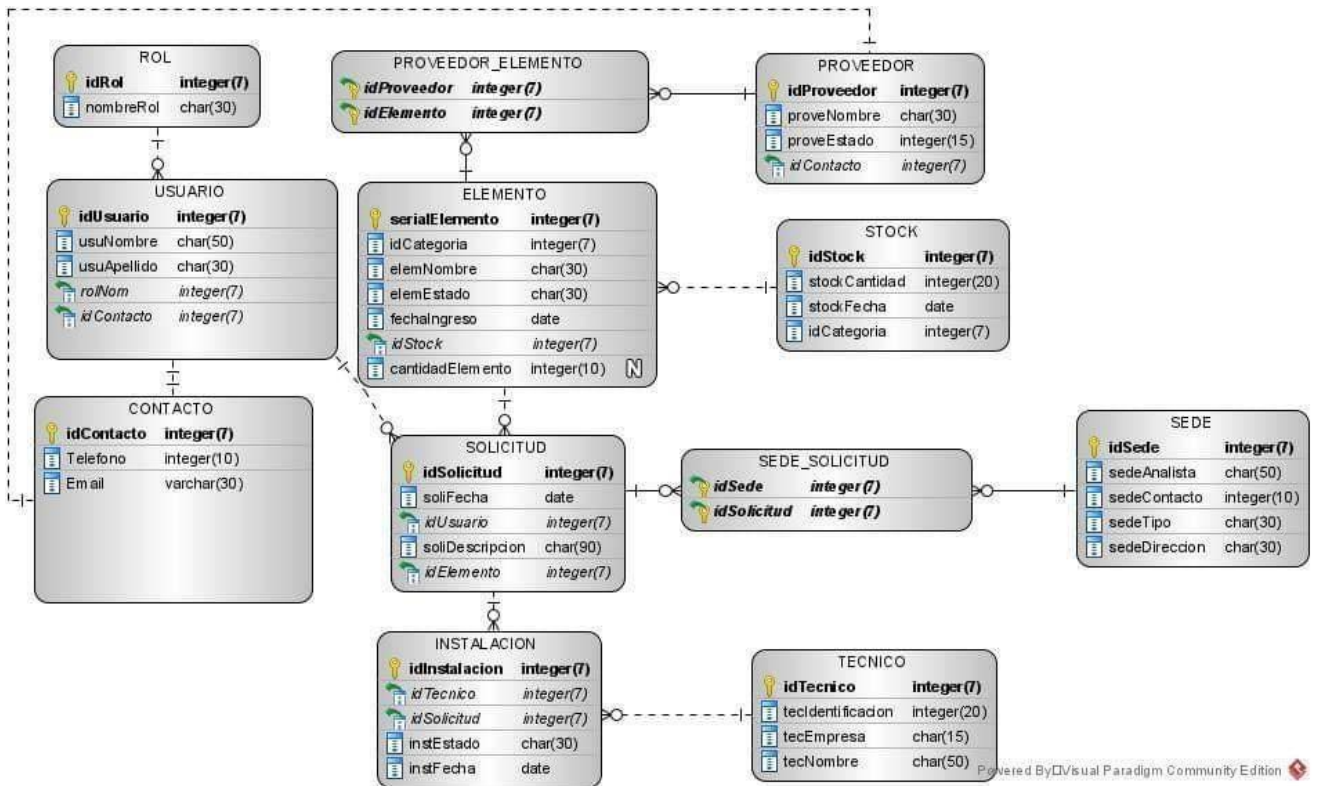 ROL
idRol integer(7)
nombreRol char(30)
PROVEEDOR_ELEMENTO
idProveedor integer(7)
idElemento integer(7)
PROVEEDOR
idProveedor integer(7)
proveNombre char(30)
proveEstado integer(15)
idContacto integer(7)
USUARIO
idUsuario integer(7)
usuNombre char(50)
usuApellido char(30)
rolNom integer(7)
idContacto integer(7)
ELEMENTO
serialElemento integer(7)
idCategoria integer(7)
elemNombre char(30)
elemEstado char(30)
fechaIngreso date
idStock integer(7)
cantidadElemento integer(10) N
STOCK
idStock integer(7)
stockCantidad integer(20)
stockFecha date
idCategoria integer(7)
CONTACTO
idContacto integer(7)
Telefono integer(10)
Email varchar(30)
SOLICITUD
idSolicitud integer(7)
soliFecha date
idUsuario integer(7)
soliDescripcion char(90)
idElemento integer(7)
SEDE_SOLICITUD
idSede integer(7)
idSolicitud integer(7)
SEDE
idSede integer(7)
sedeAnalista char(50)
sedeContacto integer(10)
sedeTipo char(30)
sedeDireccion char(30)
INSTALACION
idInstalacion integer(7)
idTecnico integer(7)
idSolicitud integer(7)
instEstado char(30)
instFecha date
TECNICO
idTecnico integer(7)
tecIdentificacion integer(20)
tecEmpresa char(15)
tecNombre char(50)
Powered By□Visual Paradigm Community Edition